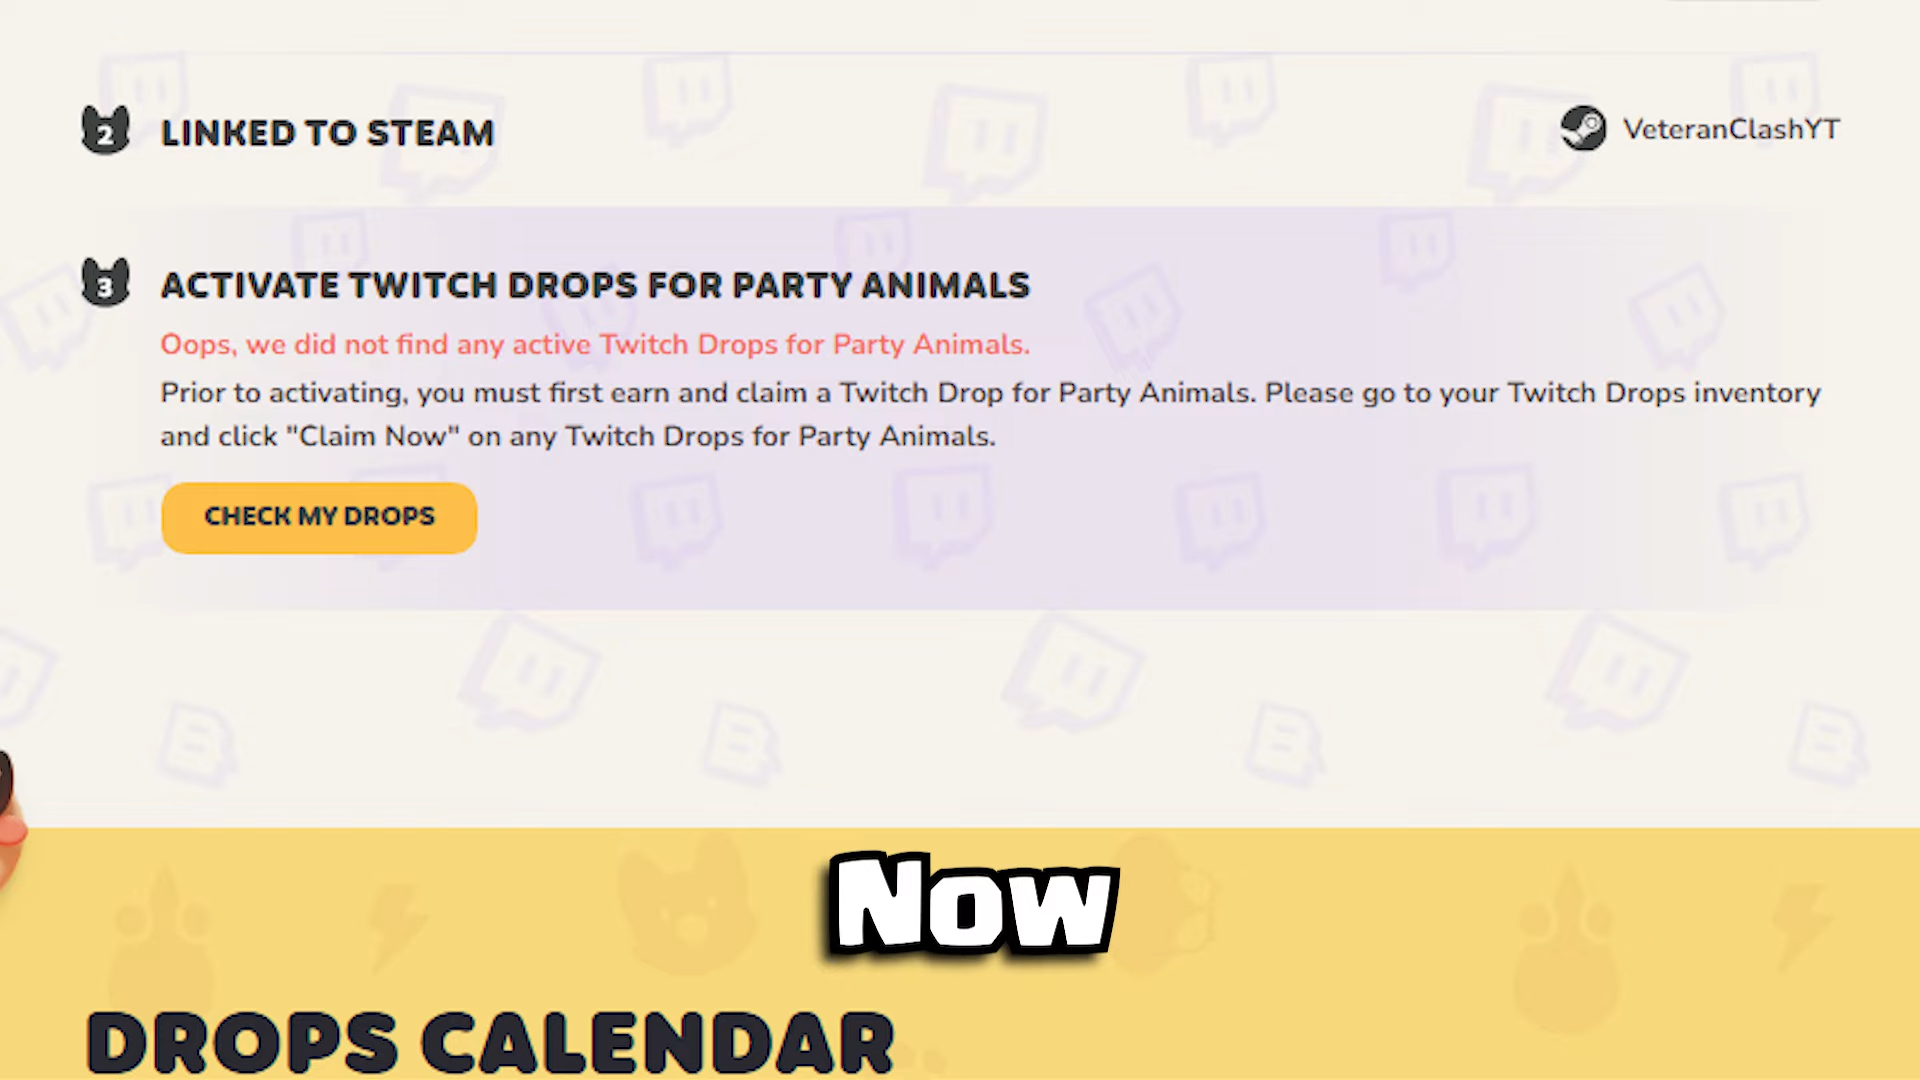 2 LINKED TO STEAM
VeteranClashYT
3 ACTIVATE TWITCH DROPS FOR PARTY ANIMALS
Oops, we did not find any active Twitch Drops for Party Animals.
Prior to activating, you must first earn and claim a Twitch Drop for Party Animals. Please go to your Twitch Drops inventory
and click "Claim Now" on any Twitch Drops for Party Animals.
CHECK MY DROPS
Now
DROPS CALENDAR